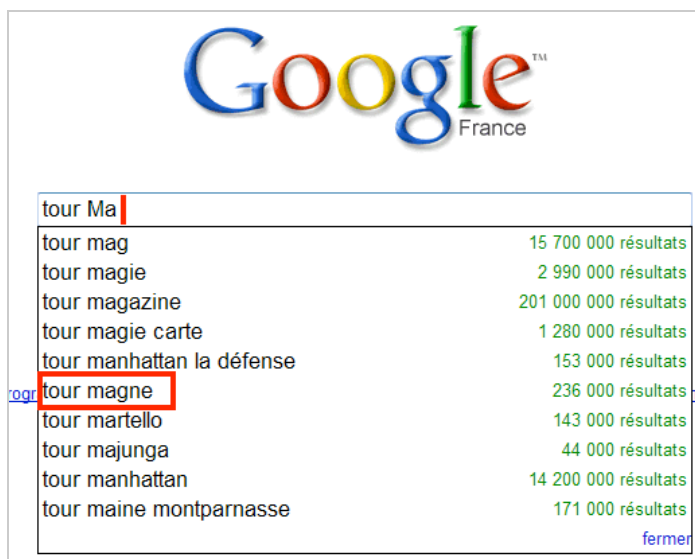 Google™
France
tour Ma
tour mag 15 700 000 résultats
tour magie 2 990 000 résultats
tour magazine 201 000 000 résultats
tour magie carte 1 280 000 résultats
tour manhattan la défense 153 000 résultats
tour magne 236 000 résultats
tour martello 143 000 résultats
tour majunga 44 000 résultats
tour manhattan 14 200 000 résultats
tour maine montparnasse 171 000 résultats
fermer